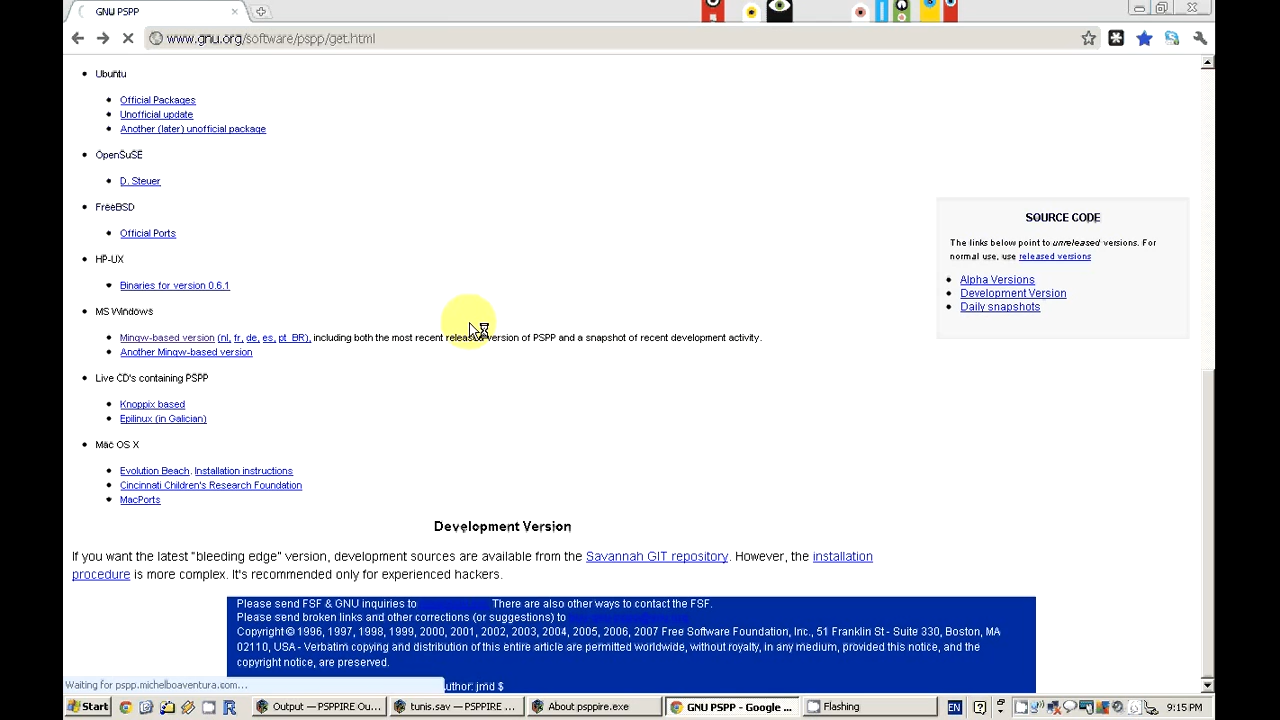 GNU PSPP
www.gnu.org/software/pspp/get.html
Ubuntu
Official Packages
Unofficial update
Another (later) unofficial package
OpenSuSE
D. Steuer
FreeBSD
Official Ports
HP-UX
Binaries for version 0.6.1
MS Windows
Mingw-based version (nl, fr, de, es, pt_BR), including both the most recent release version of PSPP and a snapshot of recent development activity.
Another Mingw-based version
Live CD's containing PSPP
Knoppix based
Epilinux (in Galician)
Mac OS X
Evolution Beach. Installation instructions
Cincinnati Children's Research Foundation
MacPorts
SOURCE CODE
The links below point to unreleased versions. For
normal use, use released versions
Alpha Versions
Development Version
Daily snapshots
Development Version
If you want the latest "bleeding edge" version, development sources are available from the Savannah GIT repository. However, the installation
procedure is more complex. It's recommended only for experienced hackers.
Please send FSF & GNU inquiries to There are also other ways to contact the FSF.
Please send broken links and other corrections (or suggestions) to
Copyright © 1996, 1997, 1998, 1999, 2000, 2001, 2002, 2003, 2004, 2005, 2006, 2007 Free Software Foundation, Inc., 51 Franklin St - Suite 330, Boston, MA
02110, USA - Verbatim copying and distribution of this entire article are permitted worldwide, without royalty, in any medium, provided this notice, and the
copyright notice, are preserved.
Waiting for pspp.michelboaventura.com... uthor: jmd $
Start Output — PSPPIRE Ou... tunis.sav — PSPPIRE ... About psppire.exe GNU PSPP - Google ... Flashing EN 9:15 PM